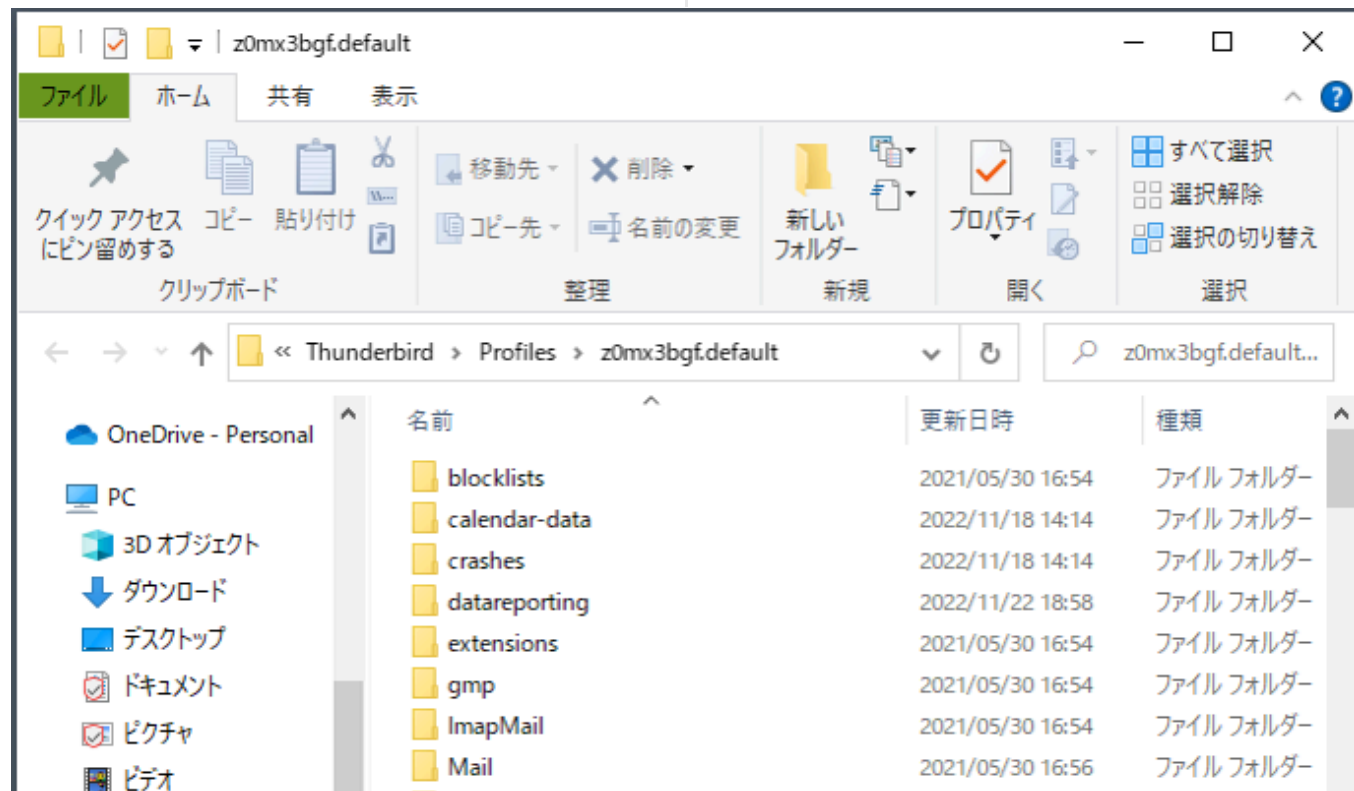 z0mx3bgf.default
ファイル ホーム 共有 表示
クイック アクセス
にピン留めする
コピー
貼り付け
移動先
コピー先
削除
名前の変更
新しい
フォルダー
プロパティ
すべて選択
選択解除
選択の切り替え
クリップボード 整理 新規 開く 選択
« Thunderbird › Profiles › z0mx3bgf.default
z0mx3bgf.default...
OneDrive - Personal
PC
3D オブジェクト
ダウンロード
デスクトップ
ドキュメント
ピクチャ
ビデオ
名前 更新日時 種類
blocklists 2021/05/30 16:54 ファイル フォルダー
calendar-data 2022/11/18 14:14 ファイル フォルダー
crashes 2022/11/18 14:14 ファイル フォルダー
datareporting 2022/11/22 18:58 ファイル フォルダー
extensions 2021/05/30 16:54 ファイル フォルダー
gmp 2021/05/30 16:54 ファイル フォルダー
ImapMail 2021/05/30 16:54 ファイル フォルダー
Mail 2021/05/30 16:56 ファイル フォルダー